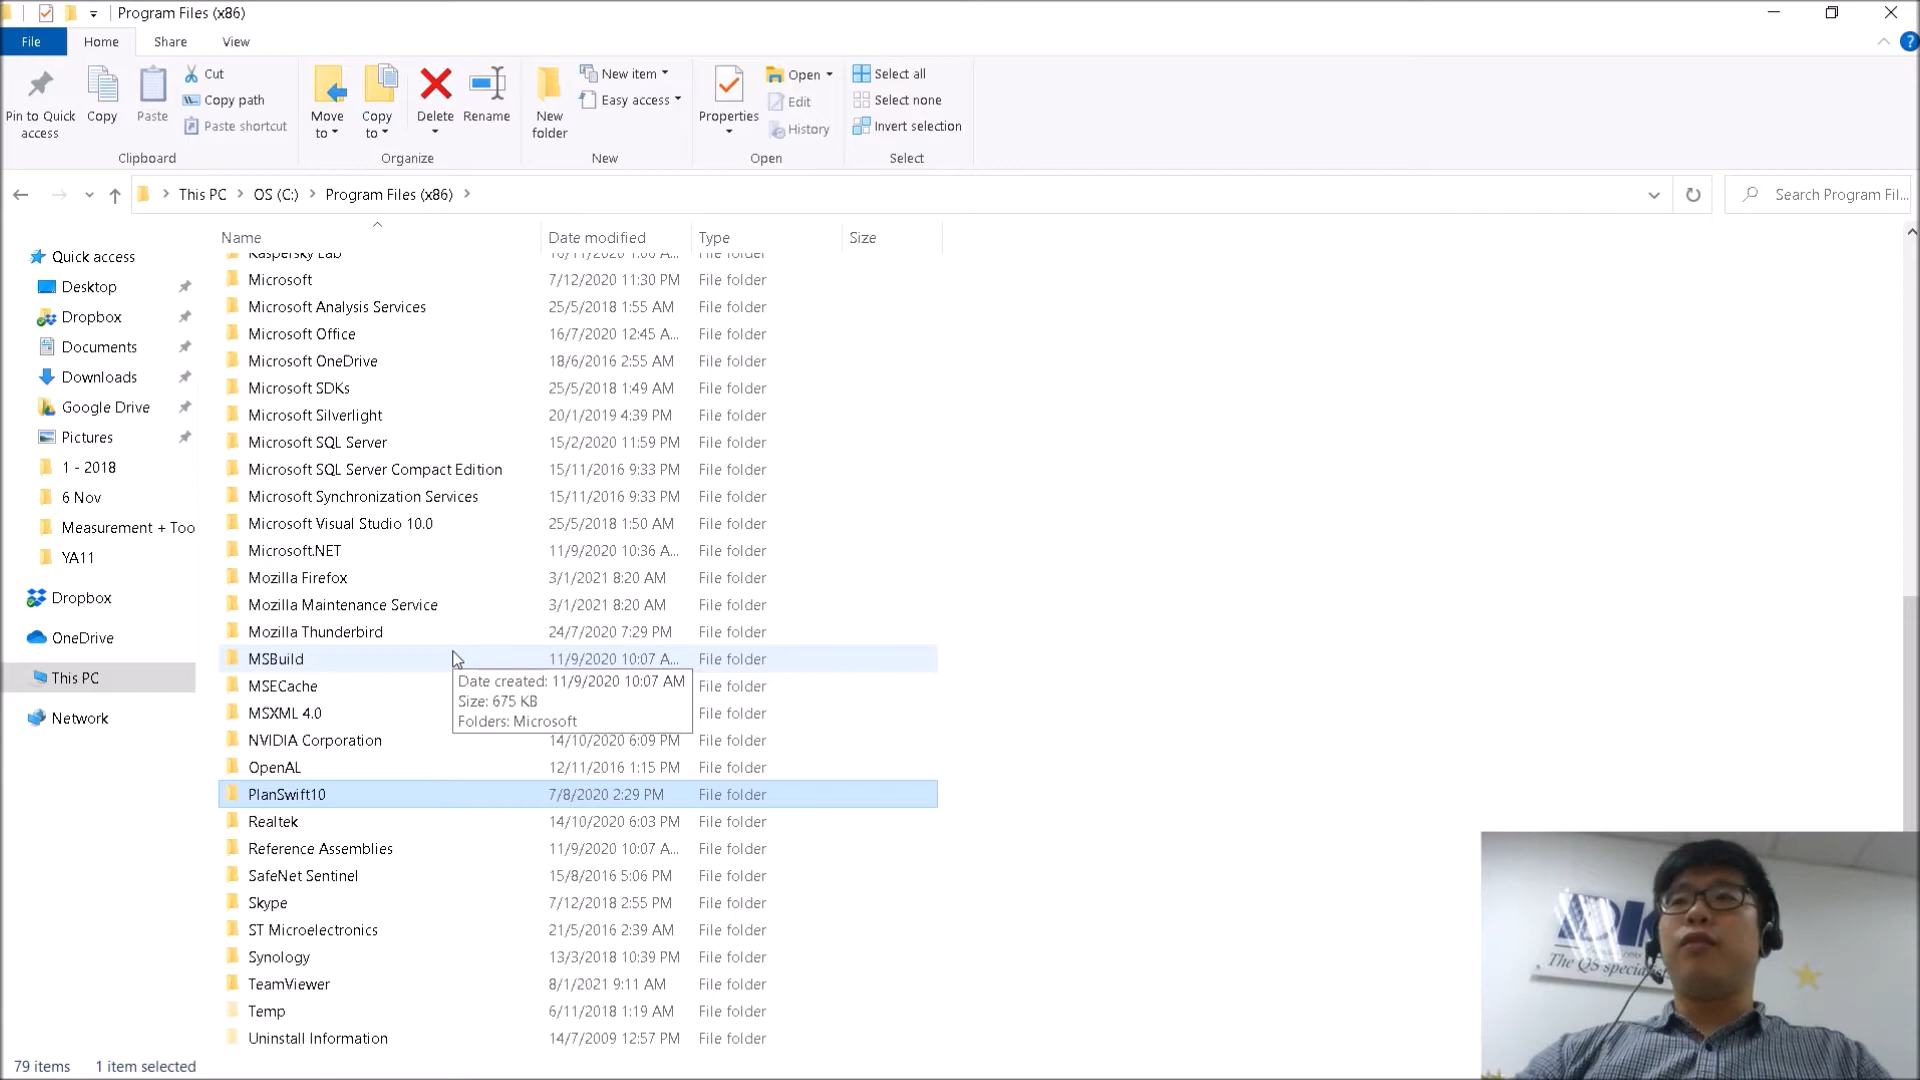 Program Files (x86)
File
Home
Share
View
Pin to Quick access
Copy
Paste
Cut
Copy path
Paste shortcut
Clipboard
Move to
Copy to
Delete
Rename
Organize
New folder
New item
Easy access
New
Properties
Open
Edit
History
Open
Select all
Select none
Invert selection
Select
This PC > OS (C:) > Program Files (x86) >
Search Program Fil...
Quick access
Desktop
Dropbox
Documents
Downloads
Google Drive
Pictures
1 - 2018
6 Nov
Measurement + Too
YA11
Dropbox
OneDrive
This PC
Network
Name Date modified Type Size
Kaspersky Lab 16/11/2020 1:06 A... File folder
Microsoft 7/12/2020 11:30 PM File folder
Microsoft Analysis Services 25/5/2018 1:55 AM File folder
Microsoft Office 16/7/2020 12:45 A... File folder
Microsoft OneDrive 18/6/2016 2:55 AM File folder
Microsoft SDKs 25/5/2018 1:49 AM File folder
Microsoft Silverlight 20/1/2019 4:39 PM File folder
Microsoft SQL Server 15/2/2020 11:59 PM File folder
Microsoft SQL Server Compact Edition 15/11/2016 9:33 PM File folder
Microsoft Synchronization Services 15/11/2016 9:33 PM File folder
Microsoft Visual Studio 10.0 25/5/2018 1:50 AM File folder
Microsoft.NET 11/9/2020 10:36 A... File folder
Mozilla Firefox 3/1/2021 8:20 AM File folder
Mozilla Maintenance Service 3/1/2021 8:20 AM File folder
Mozilla Thunderbird 24/7/2020 7:29 PM File folder
MSBuild 11/9/2020 10:07 A... File folder
MSECache File folder
MSXML 4.0 File folder
Date created: 11/9/2020 10:07 AM
Size: 675 KB
Folders: Microsoft
NVIDIA Corporation 14/10/2020 6:09 PM File folder
OpenAL 12/11/2016 1:15 PM File folder
PlanSwift10 7/8/2020 2:29 PM File folder
Realtek 14/10/2020 6:03 PM File folder
Reference Assemblies 11/9/2020 10:07 A... File folder
SafeNet Sentinel 15/8/2016 5:06 PM File folder
Skype 7/12/2018 2:55 PM File folder
ST Microelectronics 21/5/2016 2:39 AM File folder
Synology 13/3/2018 10:39 PM File folder
TeamViewer 8/1/2021 9:11 AM File folder
Temp 6/11/2018 1:19 AM File folder
Uninstall Information 14/7/2009 12:57 PM File folder
79 items 1 item selected
The QS